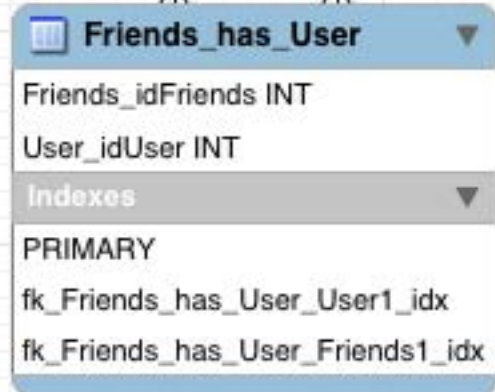 Friends_has_User
Friends_idFriends INT
User_idUser INT
Indexes
PRIMARY
fk_Friends_has_User_User1_idx
fk_Friends_has_User_Friends1_idx